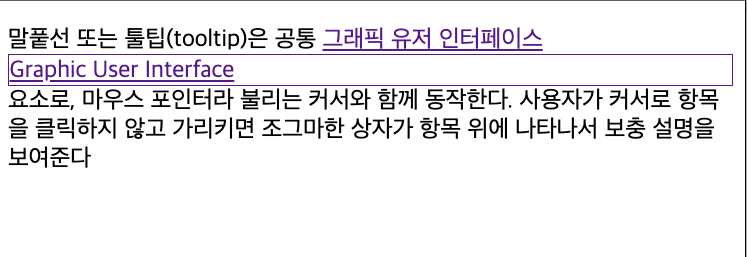 말풑선 또는 툴팁(tooltip)은 공통 그래픽 유저 인터페이스
Graphic User Interface
요소로, 마우스 포인터라 불리는 커서와 함께 동작한다. 사용자가 커서로 항목
을 클릭하지 않고 가리키면 조그마한 상자가 항목 위에 나타나서 보충 설명을
보여준다